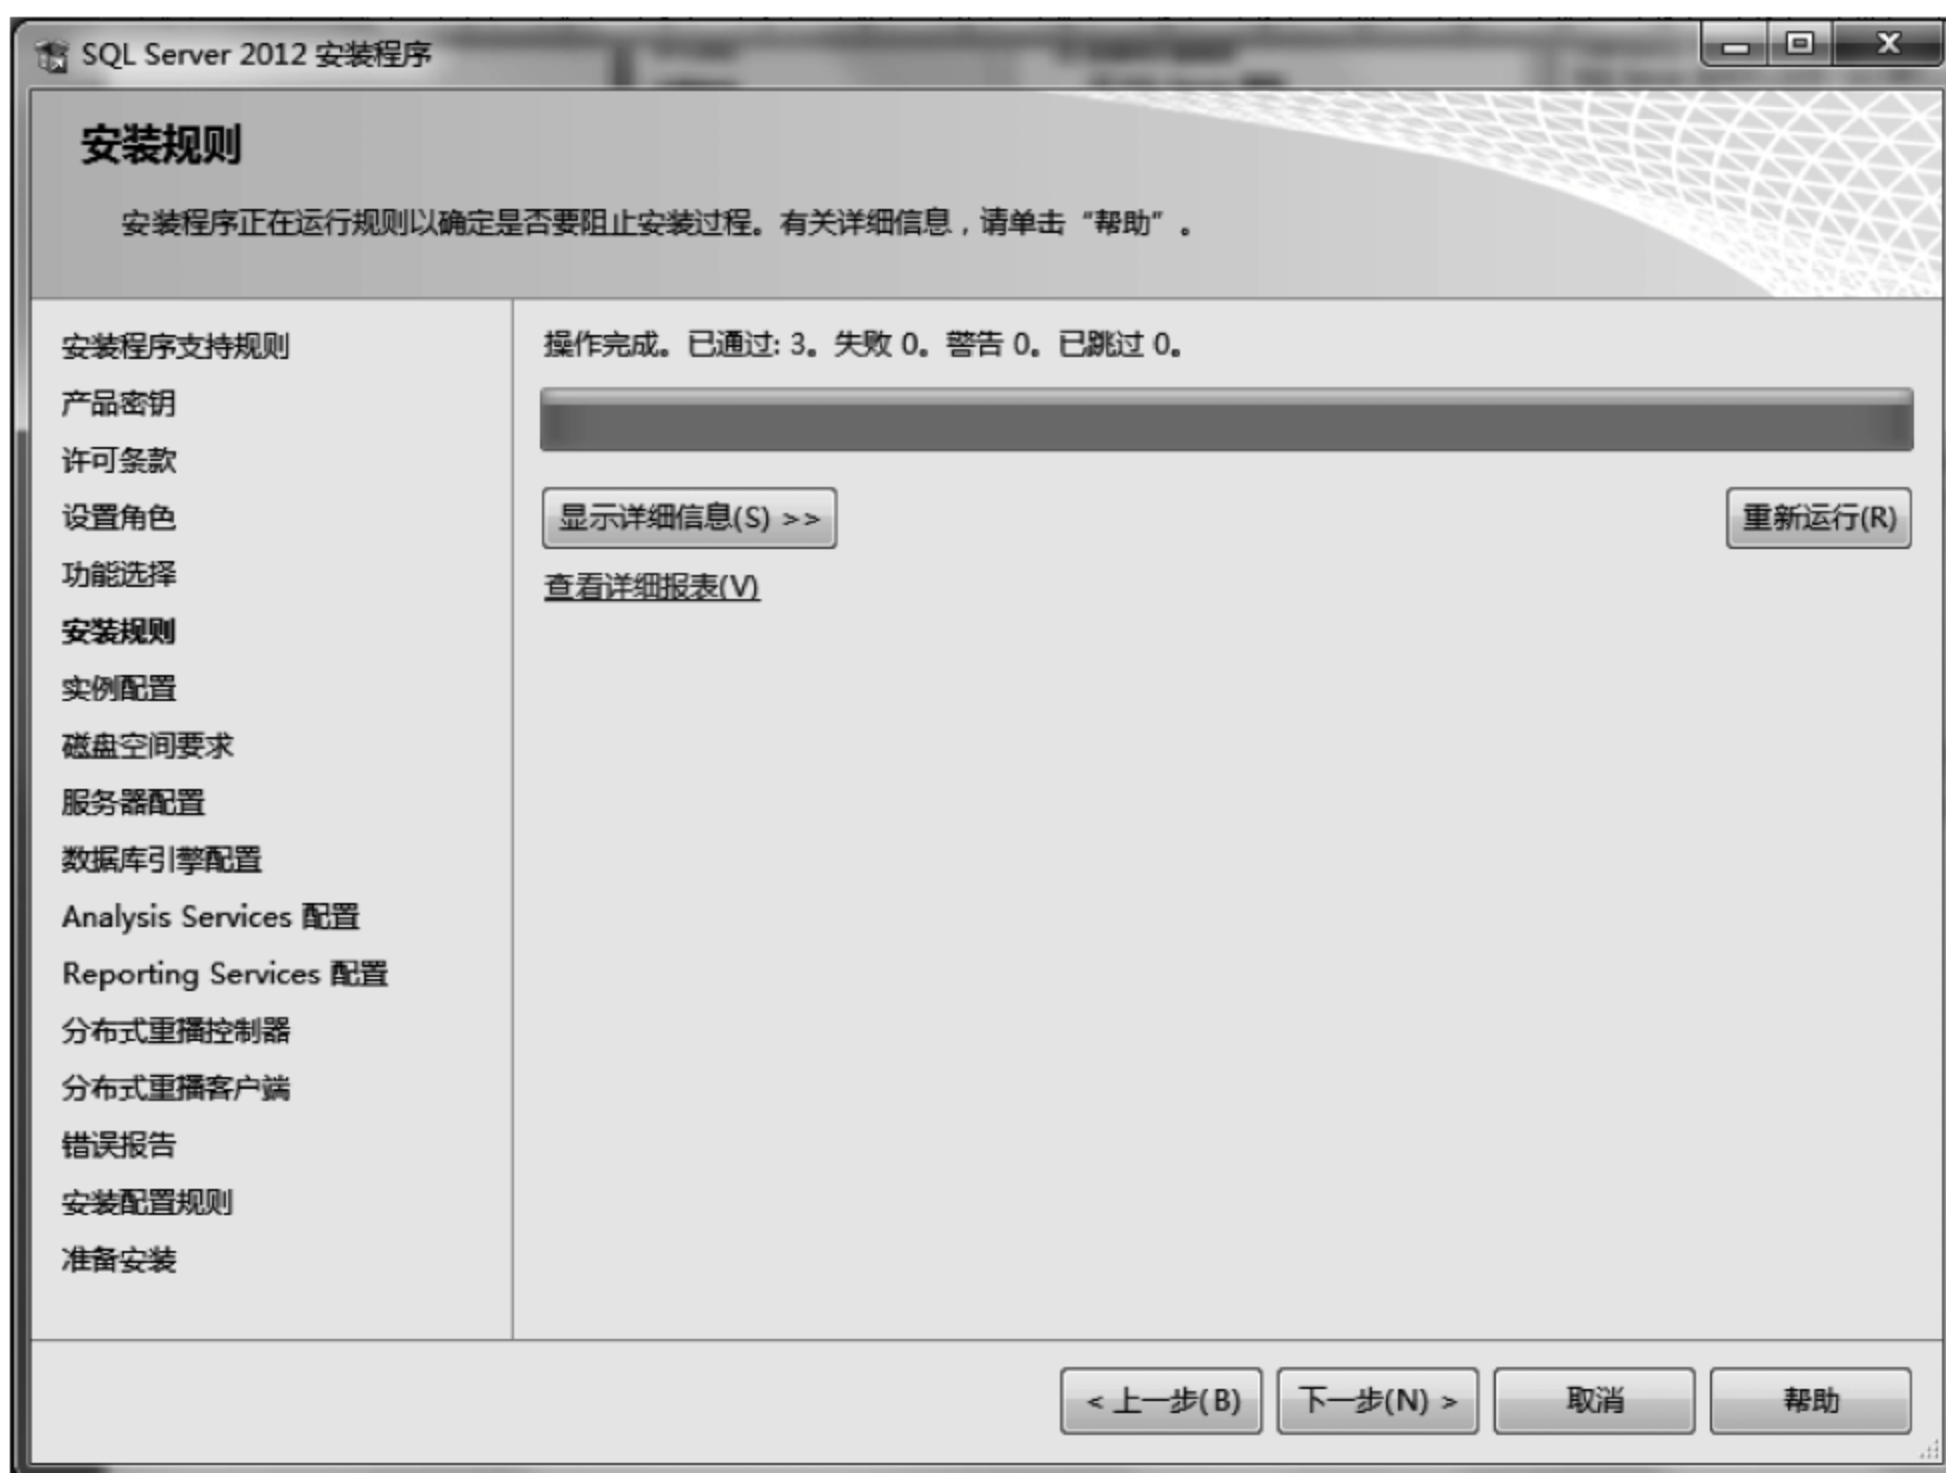 SQL Server 2012 安装程序
安装规则
安装程序正在运行规则以确定是否要阻止安装过程。有关详细信息，请单击“帮助”。
安装程序支持规则
产品密钥
许可条款
设置角色
功能选择
安装规则
实例配置
磁盘空间要求
服务器配置
数据库引擎配置
Analysis Services 配置
Reporting Services 配置
分布式重播控制器
分布式重播客户端
错误报告
安装配置规则
准备安装
操作完成。已通过: 3。失败 0。警告 0。已跳过 0。
显示详细信息(S) >>
重新运行(R)
查看详细报表(V)
< 上一步(B)
下一步(N) >
取消
帮助